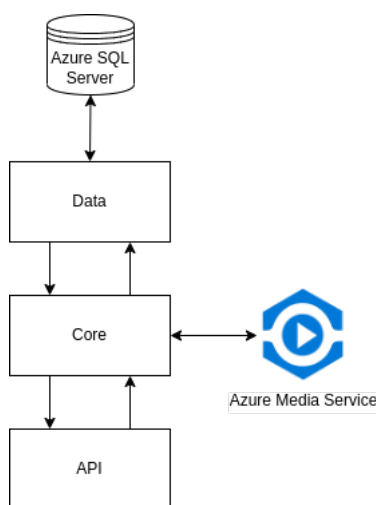 Azure SQL
Server
Data
Core
Azure Media Service
API